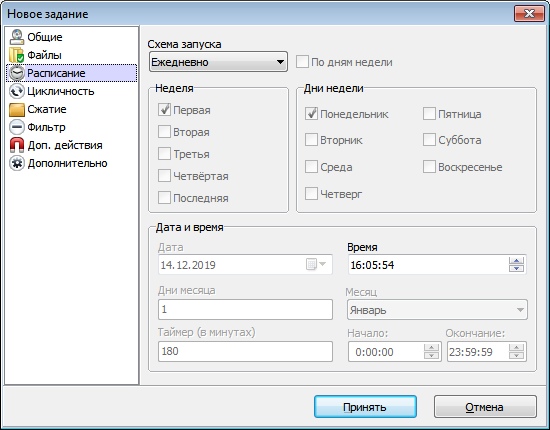 Новое задание
Общие
Файлы
Расписание
Цикличность
Сжатие
Фильтр
Доп. действия
Дополнительно
Схема запуска
Ежедневно
По дням недели
Неделя
Первая
Вторая
Третья
Четвёртая
Последняя
Дни недели
Понедельник
Вторник
Среда
Четверг
Пятница
Суббота
Воскресенье
Дата и время
Дата
Время
14.12.2019
16:05:54
Дни месяца
Месяц
1
Январь
Таймер (в минутах)
Начало:
Окончание:
180
0:00:00
23:59:59
Принять
Отмена